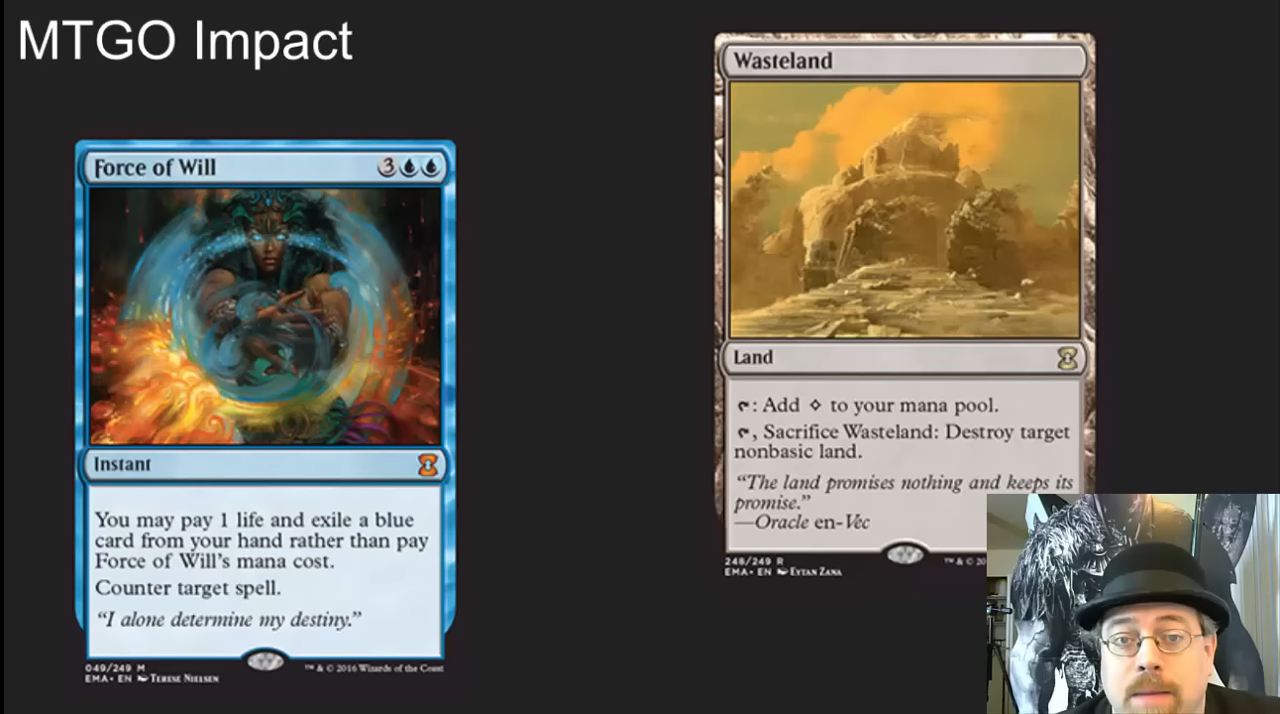 MTGO Impact
Force of Will 3
Instant
You may pay 1 life and exile a blue
card from your hand rather than pay
Force of Will's mana cost.
Counter target spell.
"I alone determine my destiny."
049/249 M
EMA • EN TERESE NIELSEN
™ & © 2016 Wizards of the Coast
Wasteland
Land
: Add to your mana pool.
, Sacrifice Wasteland: Destroy target
nonbasic land.
"The land promises nothing and keeps its
promise."
—Oracle en-Vec
248/249 R
EMA • EN EYTAN ZANA
™ & © 20